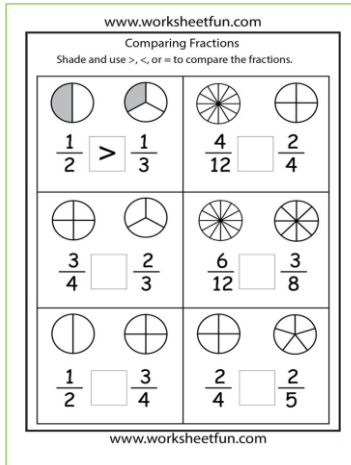 www.worksheetfun.com
Comparing Fractions
Shade and use >, <, or = to compare the fractions.
1/2 > 1/3
4/12 2/4
3/4 2/3
6/12 3/8
1/2 3/4
2/4 2/5
www.worksheetfun.com